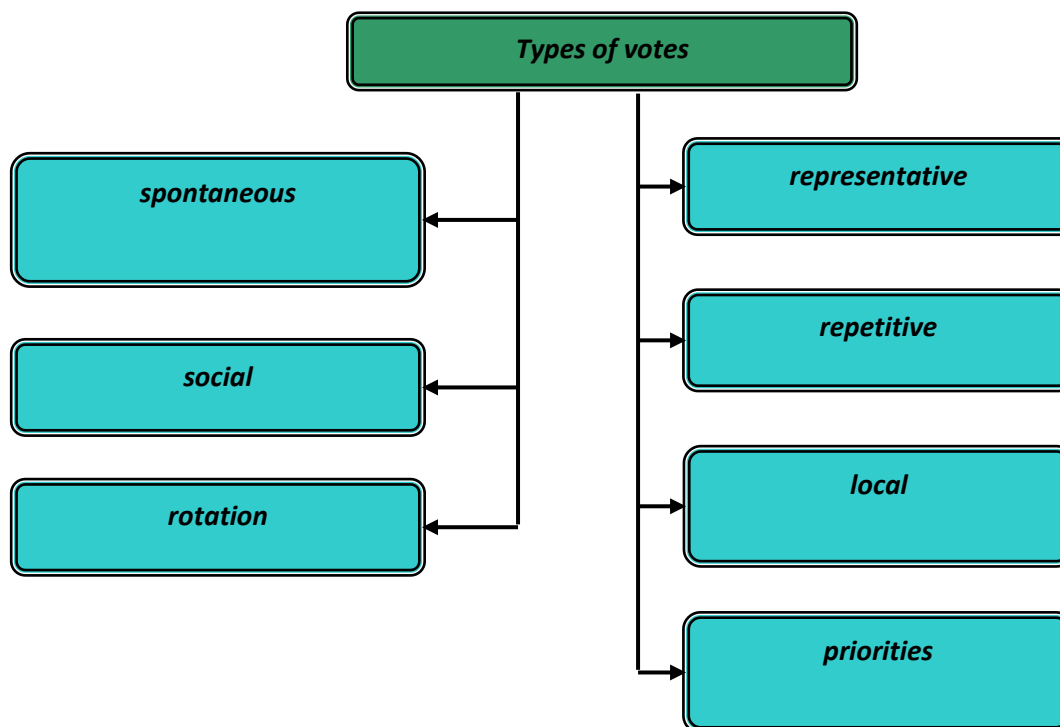 Types of votes
spontaneous
social
rotation
representative
repetitive
local
priorities